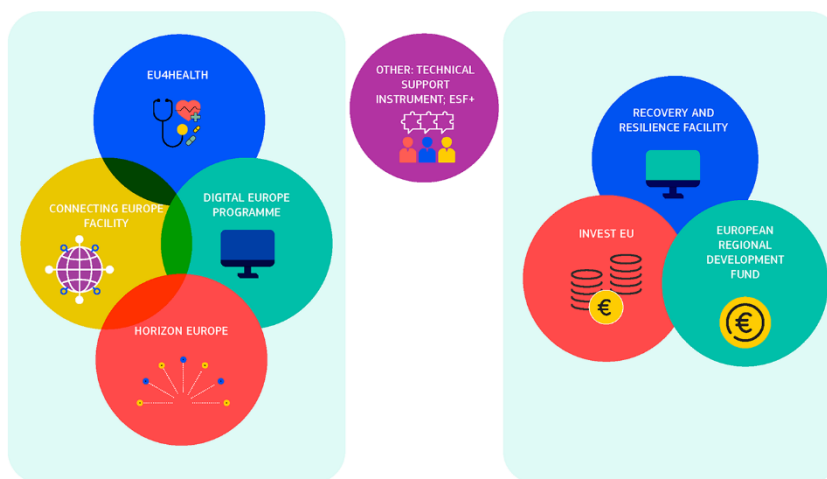 EU4HEALTH
CONNECTING EUROPE
FACILITY
DIGITAL EUROPE
PROGRAMME
HORIZON EUROPE
OTHER: TECHNICAL
SUPPORT
INSTRUMENT; ESF+
RECOVERY AND
RESILIENCE FACILITY
INVEST EU
€
EUROPEAN
REGIONAL
DEVELOPMENT
FUND
€